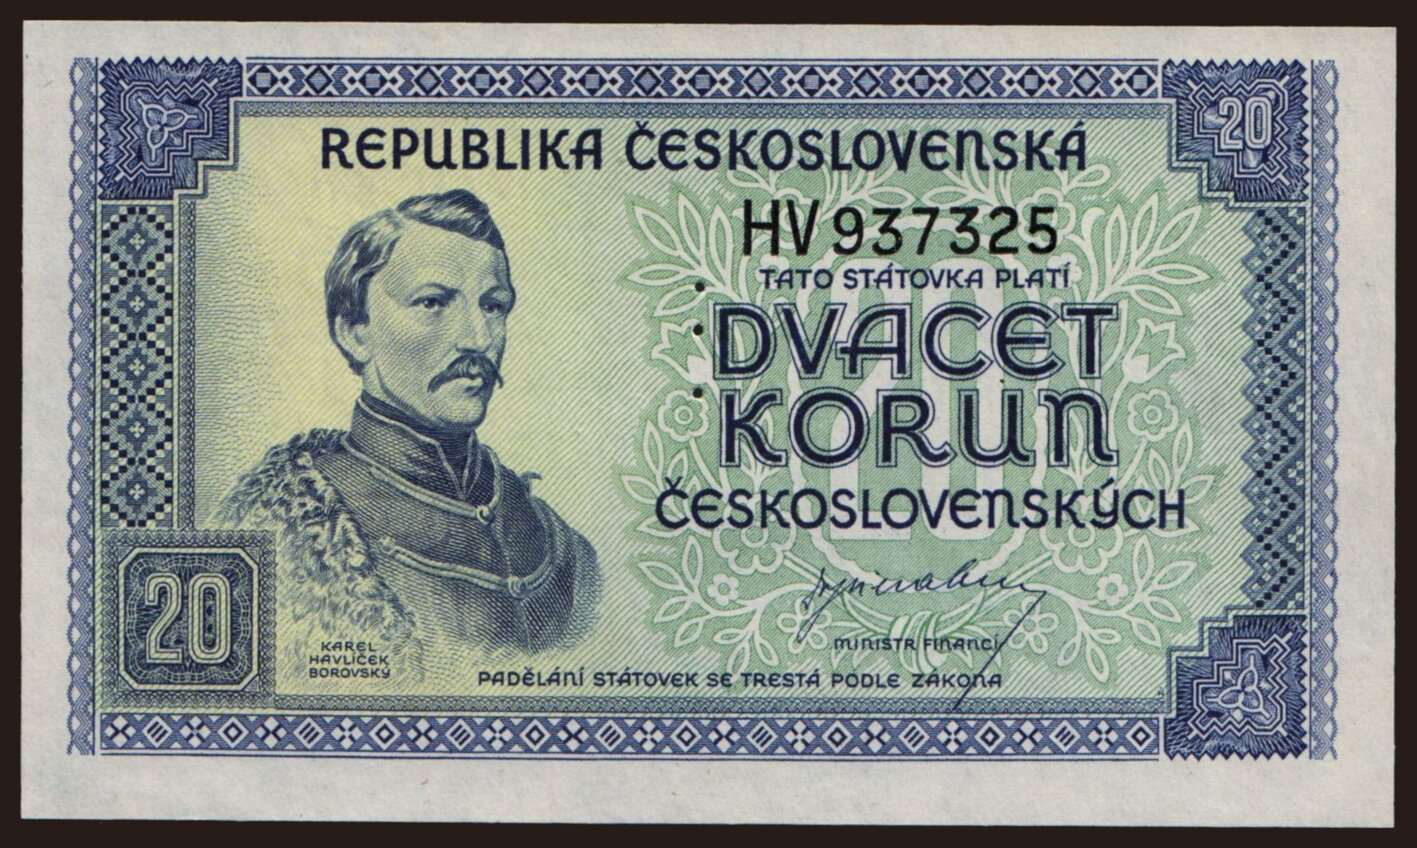 20
REPUBLIKA ČESKOSLOVENSKÁ
HV 937325
TATO STÁTOVKA PLATÍ
DVACET
KORUN
ČESKOSLOVENSKÝCH
MINISTR FINANCÍ
20
KAREL
HAVLÍČEK
BOROVSKÝ
PADĚLÁNÍ STÁTOVEK SE TRESTÁ PODLE ZÁKONA